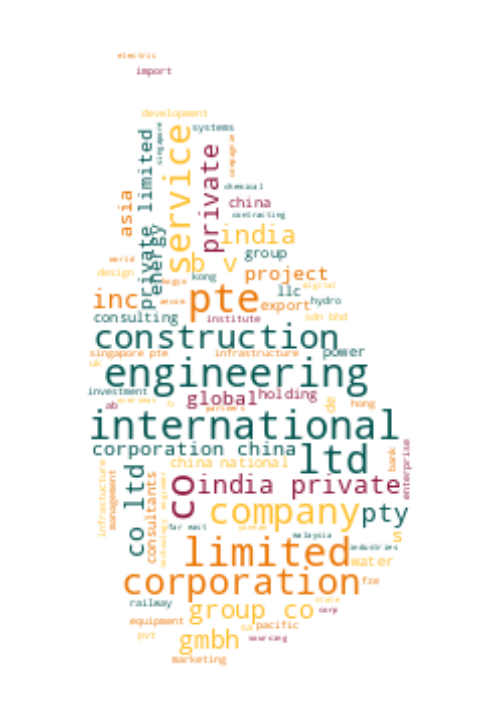 electric
import
development
systems
singapore
private limited
service
private
chemical
china
contracting
asia
energy
india
group
world
b v
design
kong
project
llc
inc
pte
export
hydro
consulting
institute
sdn bhd
construction
singapore pte
infrastructure
power
uk
engineering
investment
global
holding
ab
partners
de
hong
international
corporation china
ltd
bank
enterprise
china national
infrastructure
management
co ltd
consultants
co
india private
company
pty
far east
malaysia
s
industries
limited
water
corporation
fze
railway
group co
corp
equipment
sa
pacific
pvt
gmbh
sourcing
marketing